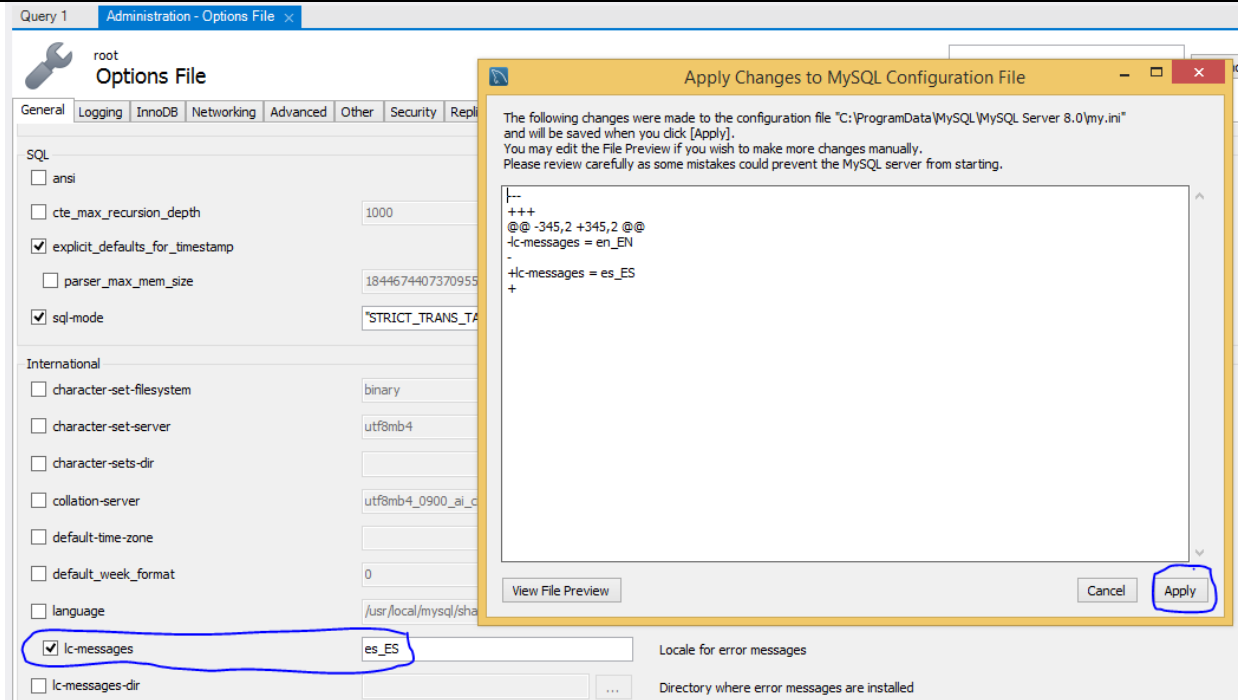 Query 1
Administration - Options File
root
Options File
General Logging InnoDB Networking Advanced Other Security Repli
SQL
ansi
cte_max_recursion_depth 1000
explicit_defaults_for_timestamp
parser_max_mem_size 1844674407370955
sql-mode "STRICT_TRANS_TA
International
character-set-filesystem binary
character-set-server utf8mb4
character-sets-dir
collation-server utf8mb4_0900_ai_c
default-time-zone
default_week_format 0
language /usr/local/mysql/sha
lc-messages es_ES Locale for error messages
lc-messages-dir ... Directory where error messages are installed
Apply Changes to MySQL Configuration File
The following changes were made to the configuration file "C:\ProgramData\MySQL\MySQL Server 8.0\my.ini"
and will be saved when you click [Apply].
You may edit the File Preview if you wish to make more changes manually.
Please review carefully as some mistakes could prevent the MySQL server from starting.
---
+++
@@ -345,2 +345,2 @@
-lc-messages = en_EN
-
+lc-messages = es_ES
+
View File Preview Cancel Apply